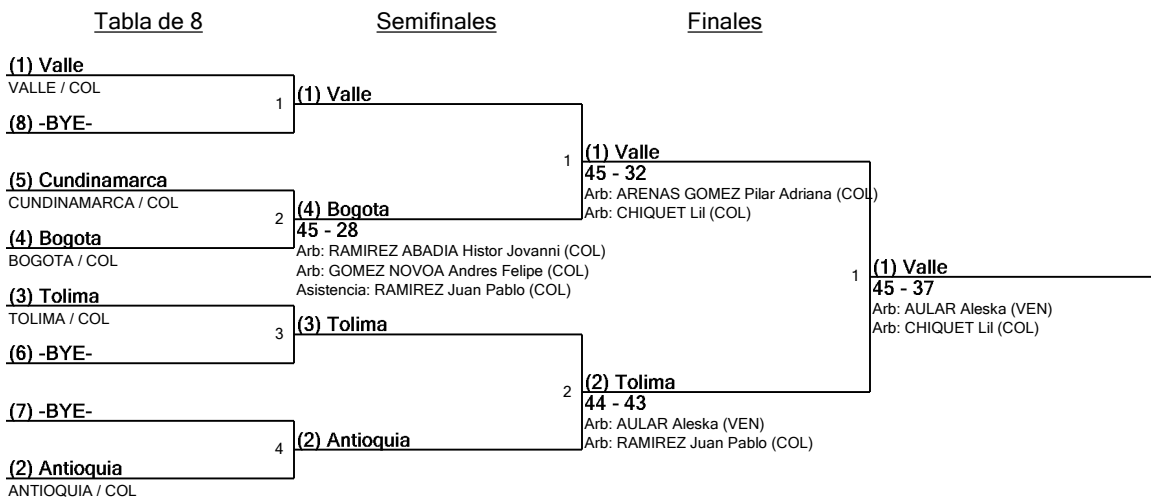 Tabla de 8
Semifinales
Finales
(1) Valle
VALLE / COL
1
(8) -BYE-
(5) Cundinamarca
CUNDINAMARCA / COL
2
(4) Bogota
BOGOTA / COL
(3) Tolima
TOLIMA / COL
3
(6) -BYE-
(7) -BYE-
4
(2) Antioquia
ANTIOQUIA / COL
(1) Valle
1
(4) Bogota
45 - 28
Arb: RAMIREZ ABADIA Histor Jovanni (COL)
Arb: GOMEZ NOVOA Andres Felipe (COL)
Asistencia: RAMIREZ Juan Pablo (COL)
(3) Tolima
2
(2) Antioquia
(1) Valle
45 - 32
Arb: ARENAS GOMEZ Pilar Adriana (COL)
Arb: CHIQUET Lil (COL)
1
(2) Tolima
44 - 43
Arb: AULAR Aleska (VEN)
Arb: RAMIREZ Juan Pablo (COL)
(1) Valle
45 - 37
Arb: AULAR Aleska (VEN)
Arb: CHIQUET Lil (COL)